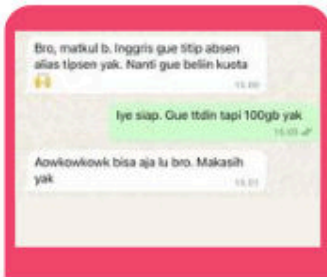 Bro, matkul b. Inggris gue titip absen
alias tipsen yak. Nanti gue beliin kuota
🙌
Iye siap. Gue ttdin tapi 100gb yak
Aowkowkowk bisa aja lu bro. Makasih
yak